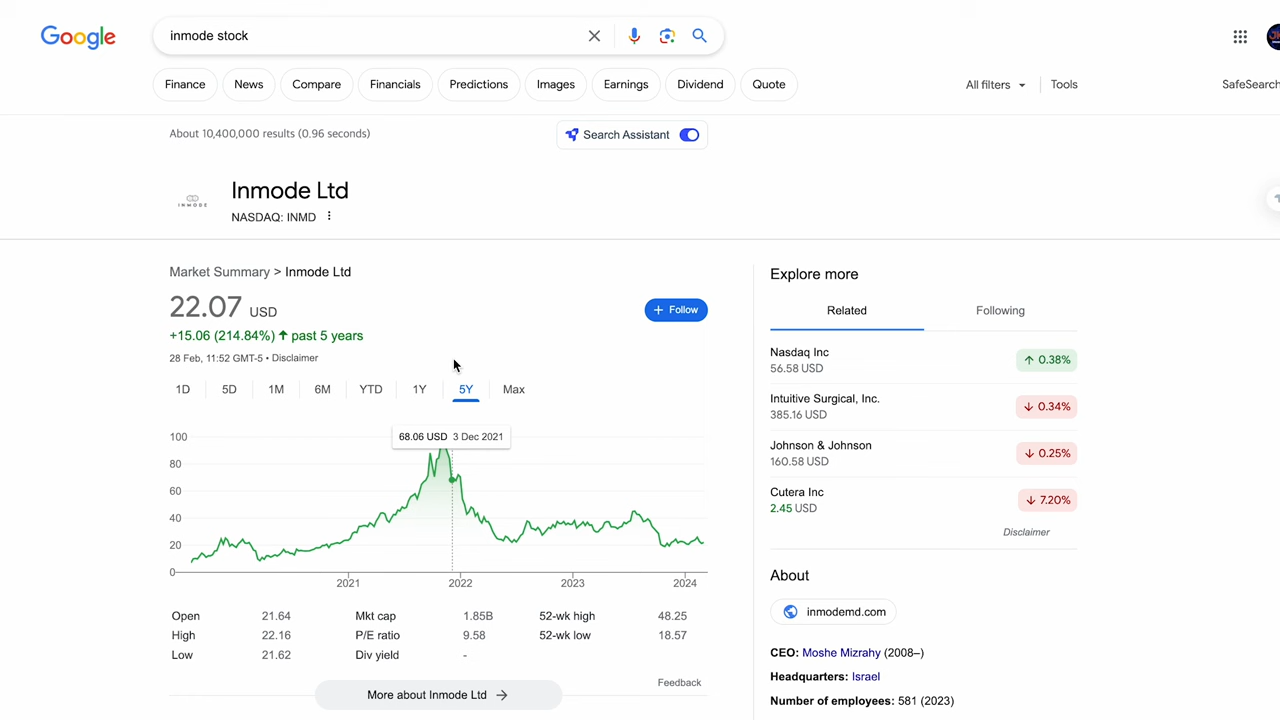 Google
inmode stock
Finance
News
Compare
Financials
Predictions
Images
Earnings
Dividend
Quote
All filters
Tools
SafeSearch
About 10,400,000 results (0.96 seconds)
Search Assistant
INMODE
Inmode Ltd
NASDAQ: INMD
Market Summary > Inmode Ltd
22.07 USD
+ Follow
+15.06 (214.84%) ↑ past 5 years
28 Feb, 11:52 GMT-5 • Disclaimer
1D
5D
1M
6M
YTD
1Y
5Y
Max
68.06 USD 3 Dec 2021
100
80
60
40
20
0
2021
2022
2023
2024
Open 21.64 Mkt cap 1.85B 52-wk high 48.25
High 22.16 P/E ratio 9.58 52-wk low 18.57
Low 21.62 Div yield -
Feedback
More about Inmode Ltd →
Explore more
Related
Following
Nasdaq Inc
56.58 USD
↑ 0.38%
Intuitive Surgical, Inc.
385.16 USD
↓ 0.34%
Johnson & Johnson
160.58 USD
↓ 0.25%
Cutera Inc
2.45 USD
↓ 7.20%
Disclaimer
About
inmodemd.com
CEO: Moshe Mizrahy (2008–)
Headquarters: Israel
Number of employees: 581 (2023)